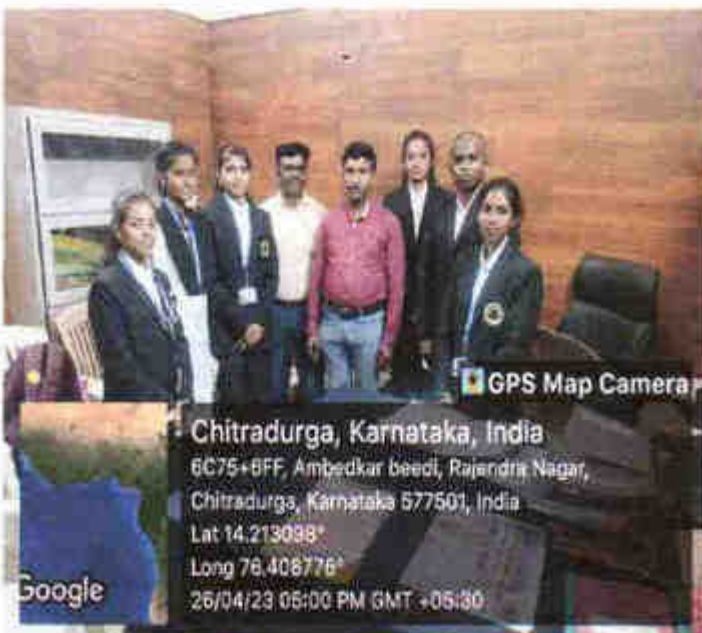 GPS Map Camera
Chitradurga, Karnataka, India
6C75+6FF, Ambedkar beedi, Rajendra Nagar,
Chitradurga, Karnataka 577501, India
Lat 14.213098°
Long 76.408776°
26/04/23 05:00 PM GMT +05:30
Google